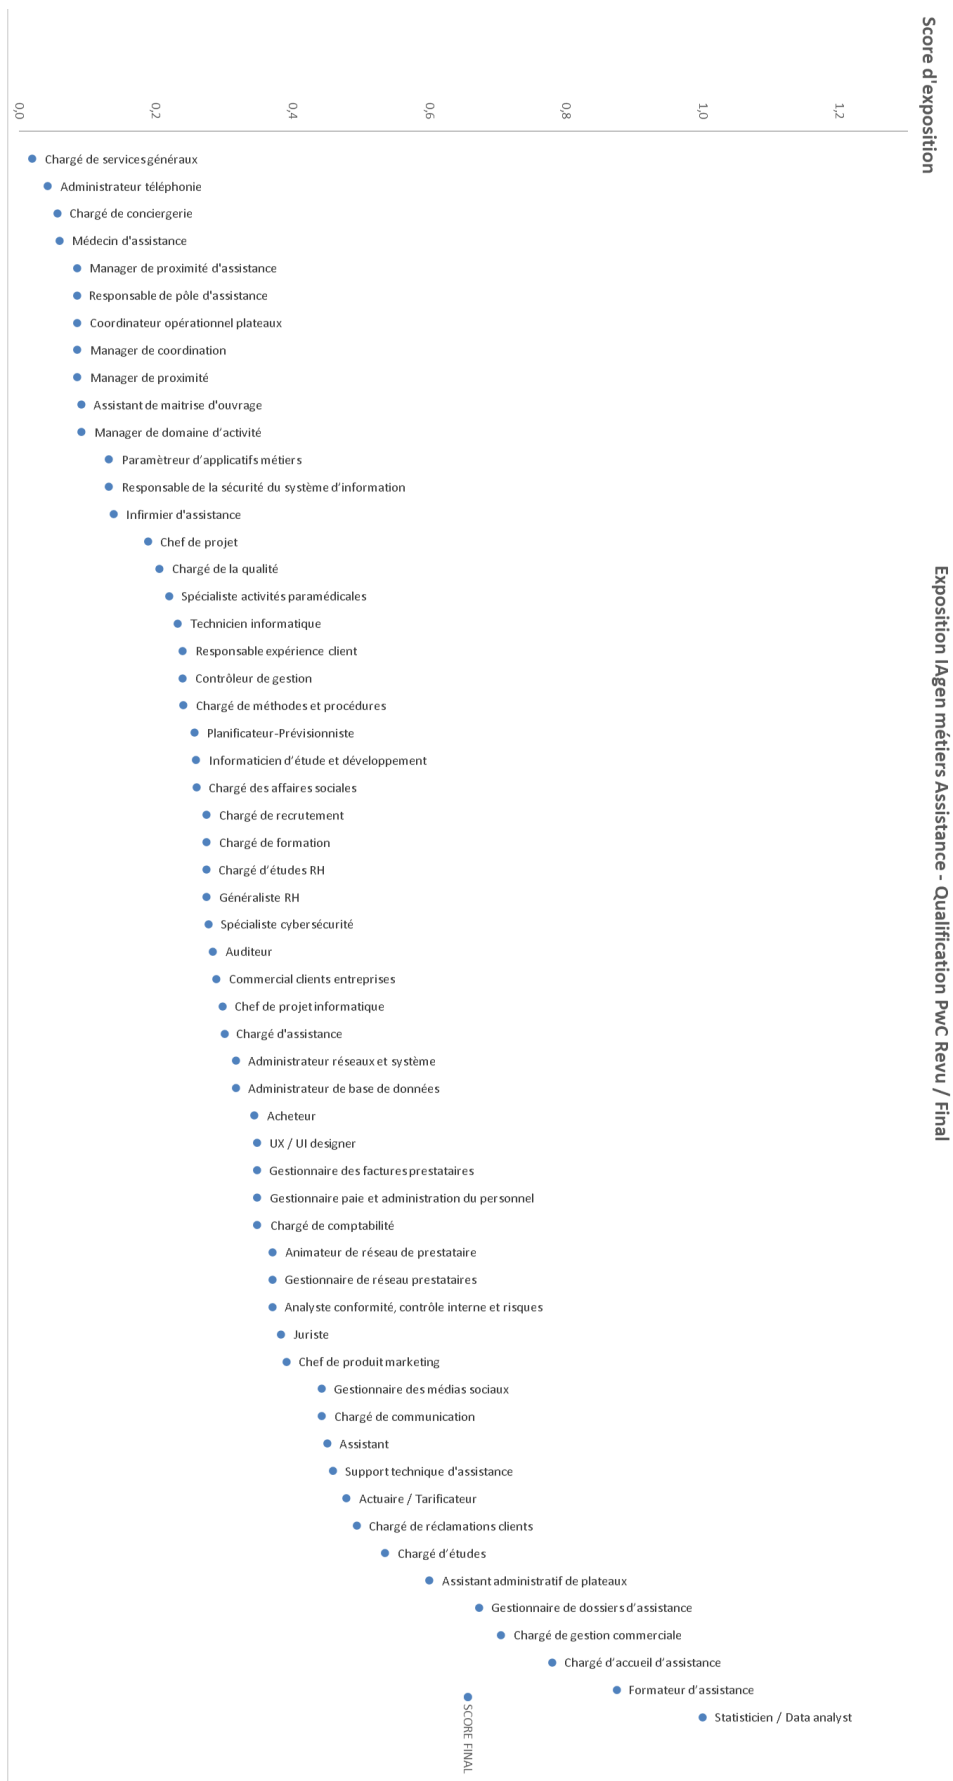 Score d'exposition
Exposition IAgen métiers Assistance - Qualification PwC Revu / Final
0,0
0,2
0,4
0,6
0,8
1,0
1,2
Chargé de services généraux
Administrateur téléphonie
Chargé de conciergerie
Médecin d'assistance
Manager de proximité d'assistance
Responsable de pôle d'assistance
Coordinateur opérationnel plateaux
Manager de coordination
Manager de proximité
Assistant de maitrise d'ouvrage
Manager de domaine d’activité
Paramètreur d’applicatifs métiers
Responsable de la sécurité du système d’information
Infirmier d'assistance
Chef de projet
Chargé de la qualité
Spécialiste activités paramédicales
Technicien informatique
Responsable expérience client
Contrôleur de gestion
Chargé de méthodes et procédures
Planificateur-Prévisionniste
Informaticien d’étude et développement
Chargé des affaires sociales
Chargé de recrutement
Chargé de formation
Chargé d’études RH
Généraliste RH
Spécialiste cybersécurité
Auditeur
Commercial clients entreprises
Chef de projet informatique
Chargé d'assistance
Administrateur réseaux et système
Administrateur de base de données
Acheteur
UX / UI designer
Gestionnaire des factures prestataires
Gestionnaire paie et administration du personnel
Chargé de comptabilité
Animateur de réseau de prestataire
Gestionnaire de réseau prestataires
Analyste conformité, contrôle interne et risques
Juriste
Chef de produit marketing
Gestionnaire des médias sociaux
Chargé de communication
Assistant
Support technique d'assistance
Actuaire / Tarificateur
Chargé de réclamations clients
Chargé d’études
Assistant administratif de plateaux
Gestionnaire de dossiers d’assistance
Chargé de gestion commerciale
Chargé d’accueil d’assistance
Formateur d’assistance
Statisticien / Data analyst
SCORE FINAL